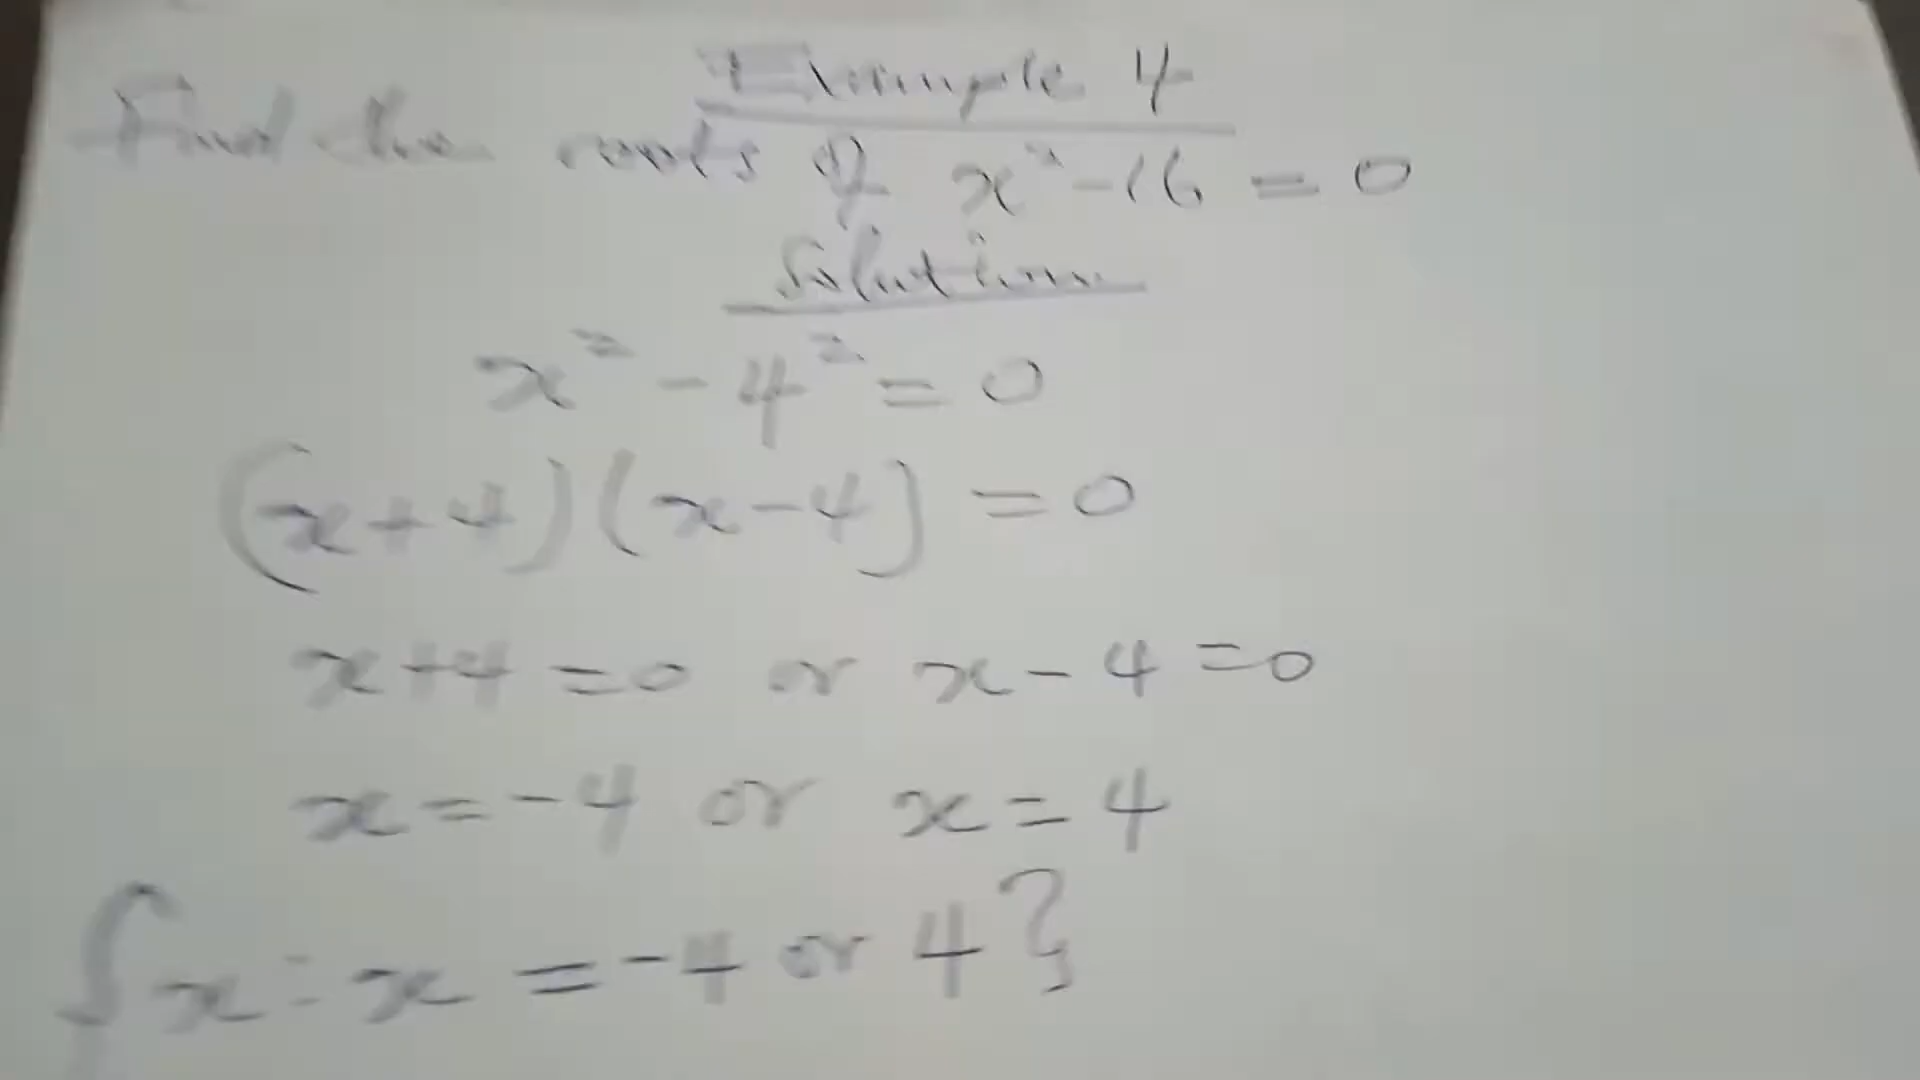 Example 4
Find the roots of x² - 16 = 0
Solution
x² - 4² = 0
(x + 4)(x - 4) = 0
x + 4 = 0 or x - 4 = 0
x = -4 or x = 4
{x : x = -4 or 4}